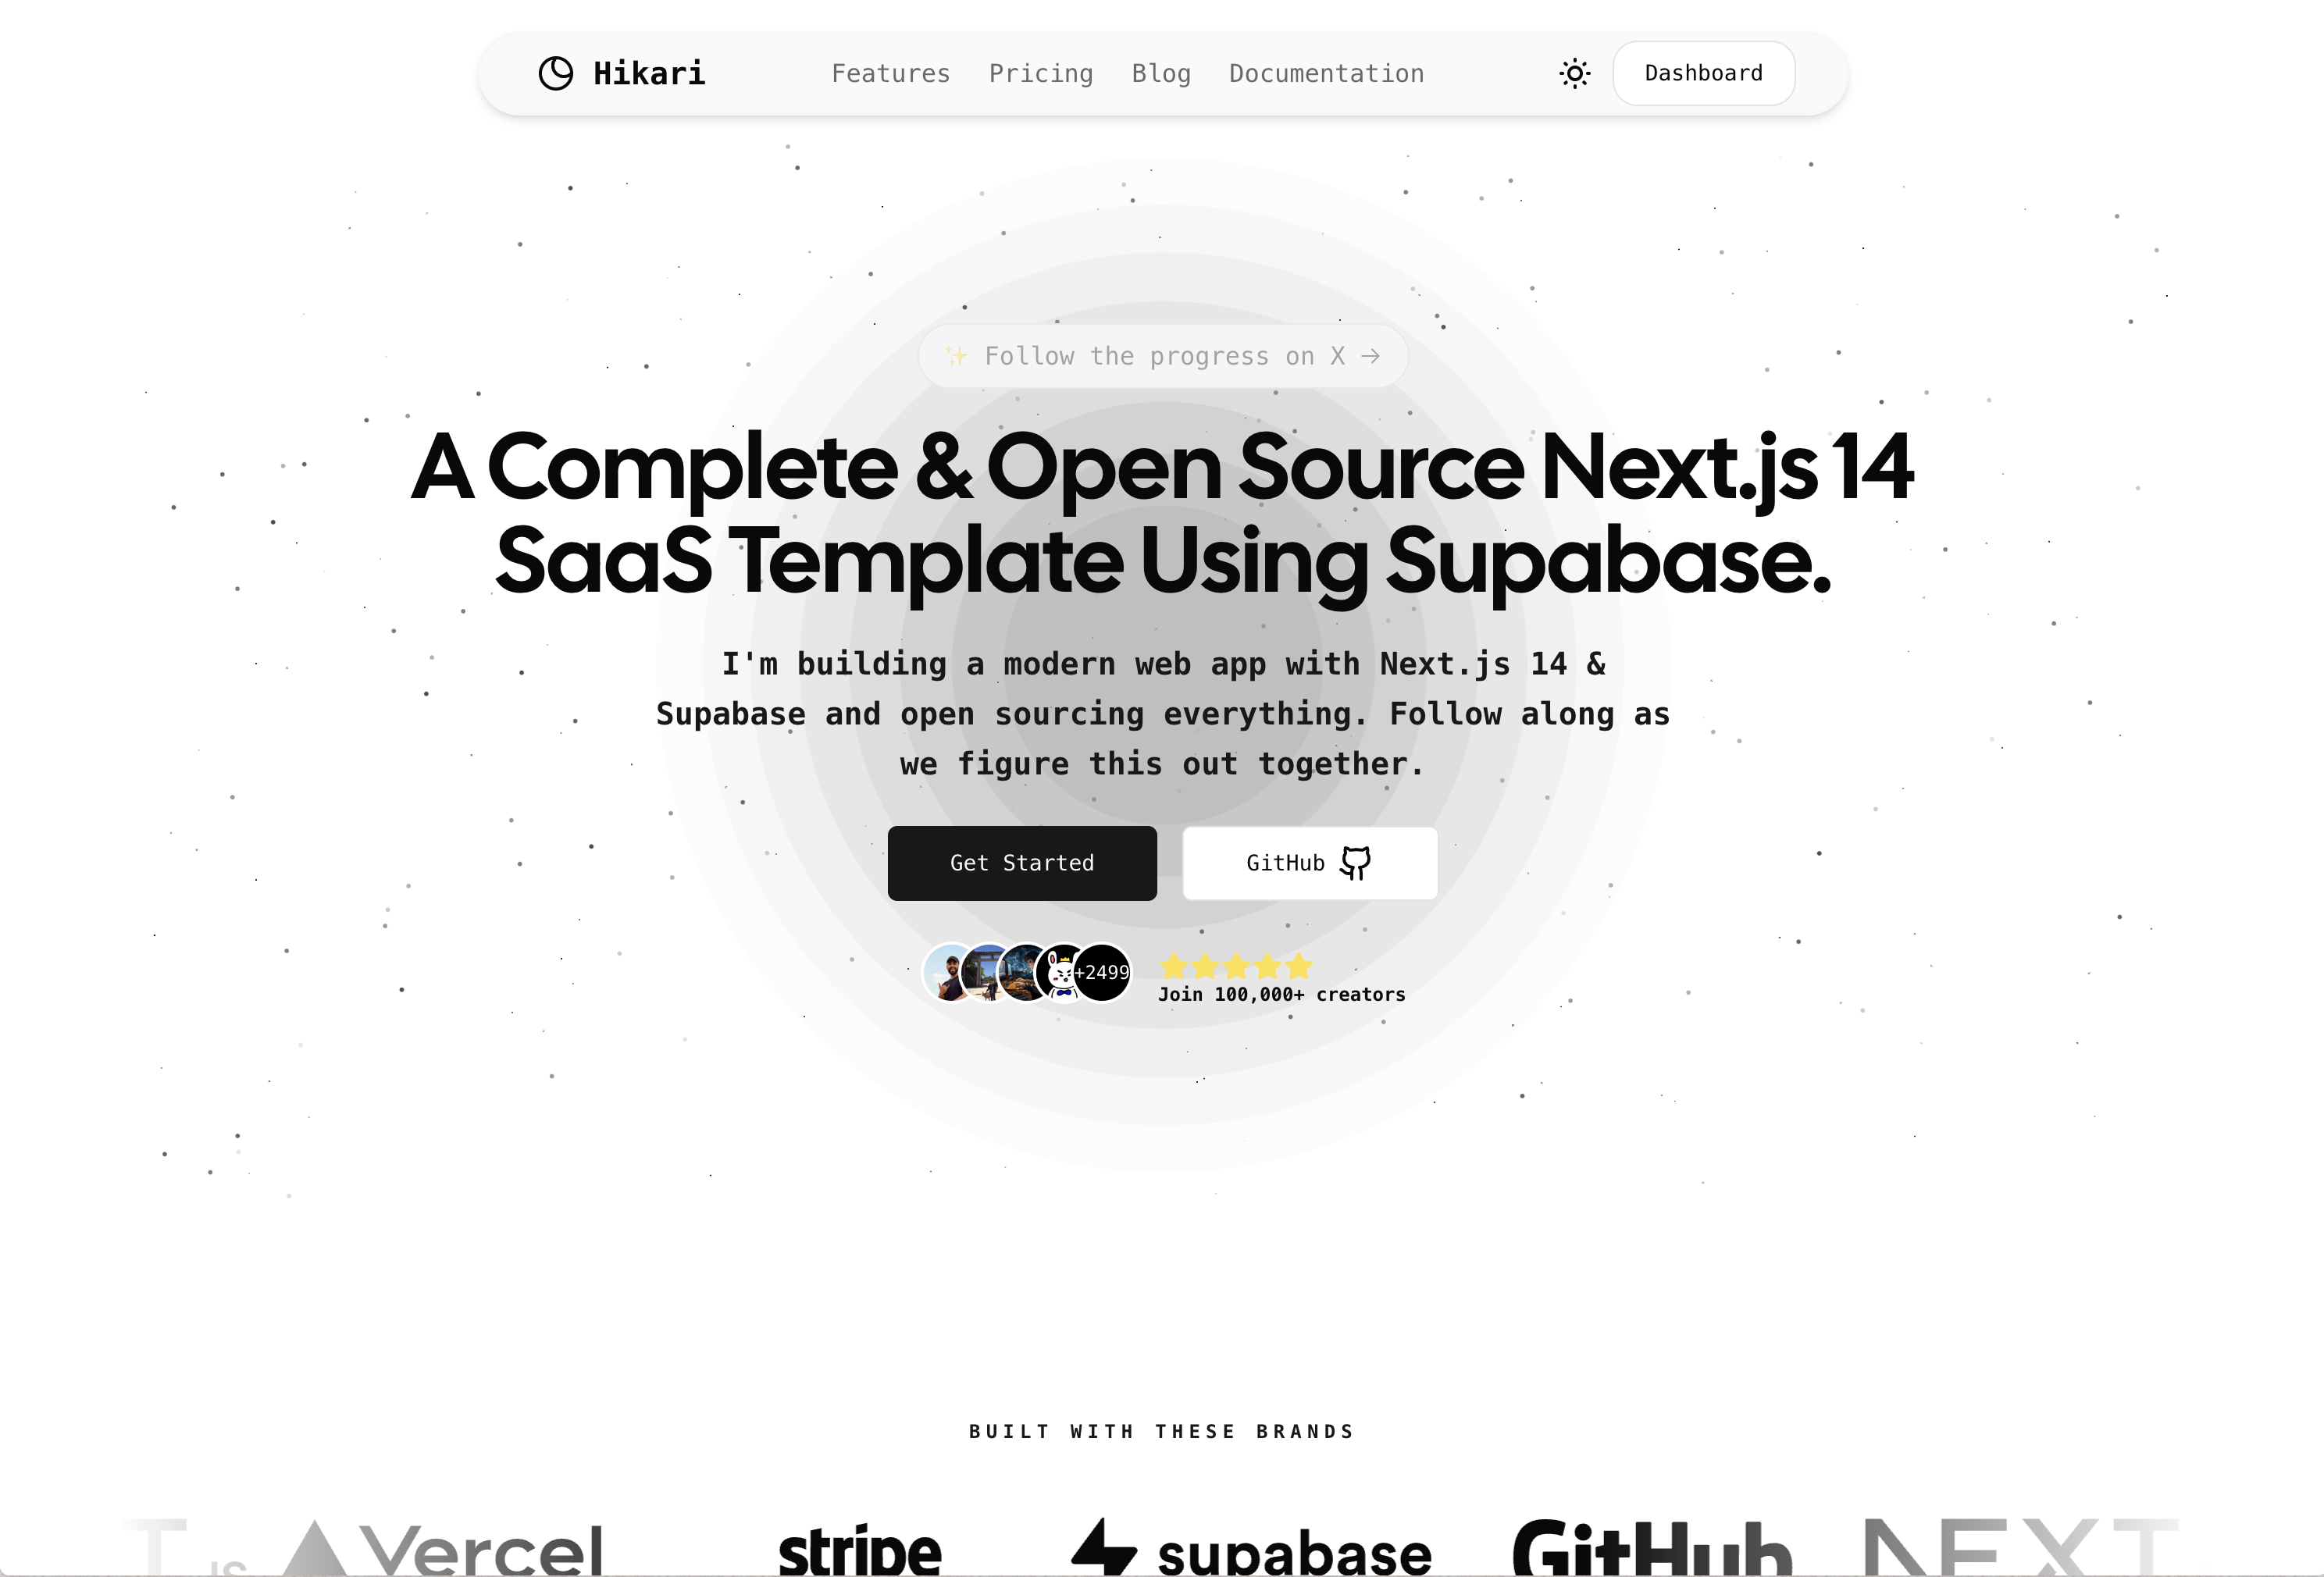 Hikari
Features Pricing Blog Documentation
Dashboard
✨ Follow the progress on X →
A Complete & Open Source Next.js 14
SaaS Template Using Supabase.
I'm building a modern web app with Next.js 14 &
Supabase and open sourcing everything. Follow along as
we figure this out together.
Get Started
GitHub
+2499
Join 100,000+ creators
BUILT WITH THESE BRANDS
T JS Vercel stripe supabase GitHub NEXT